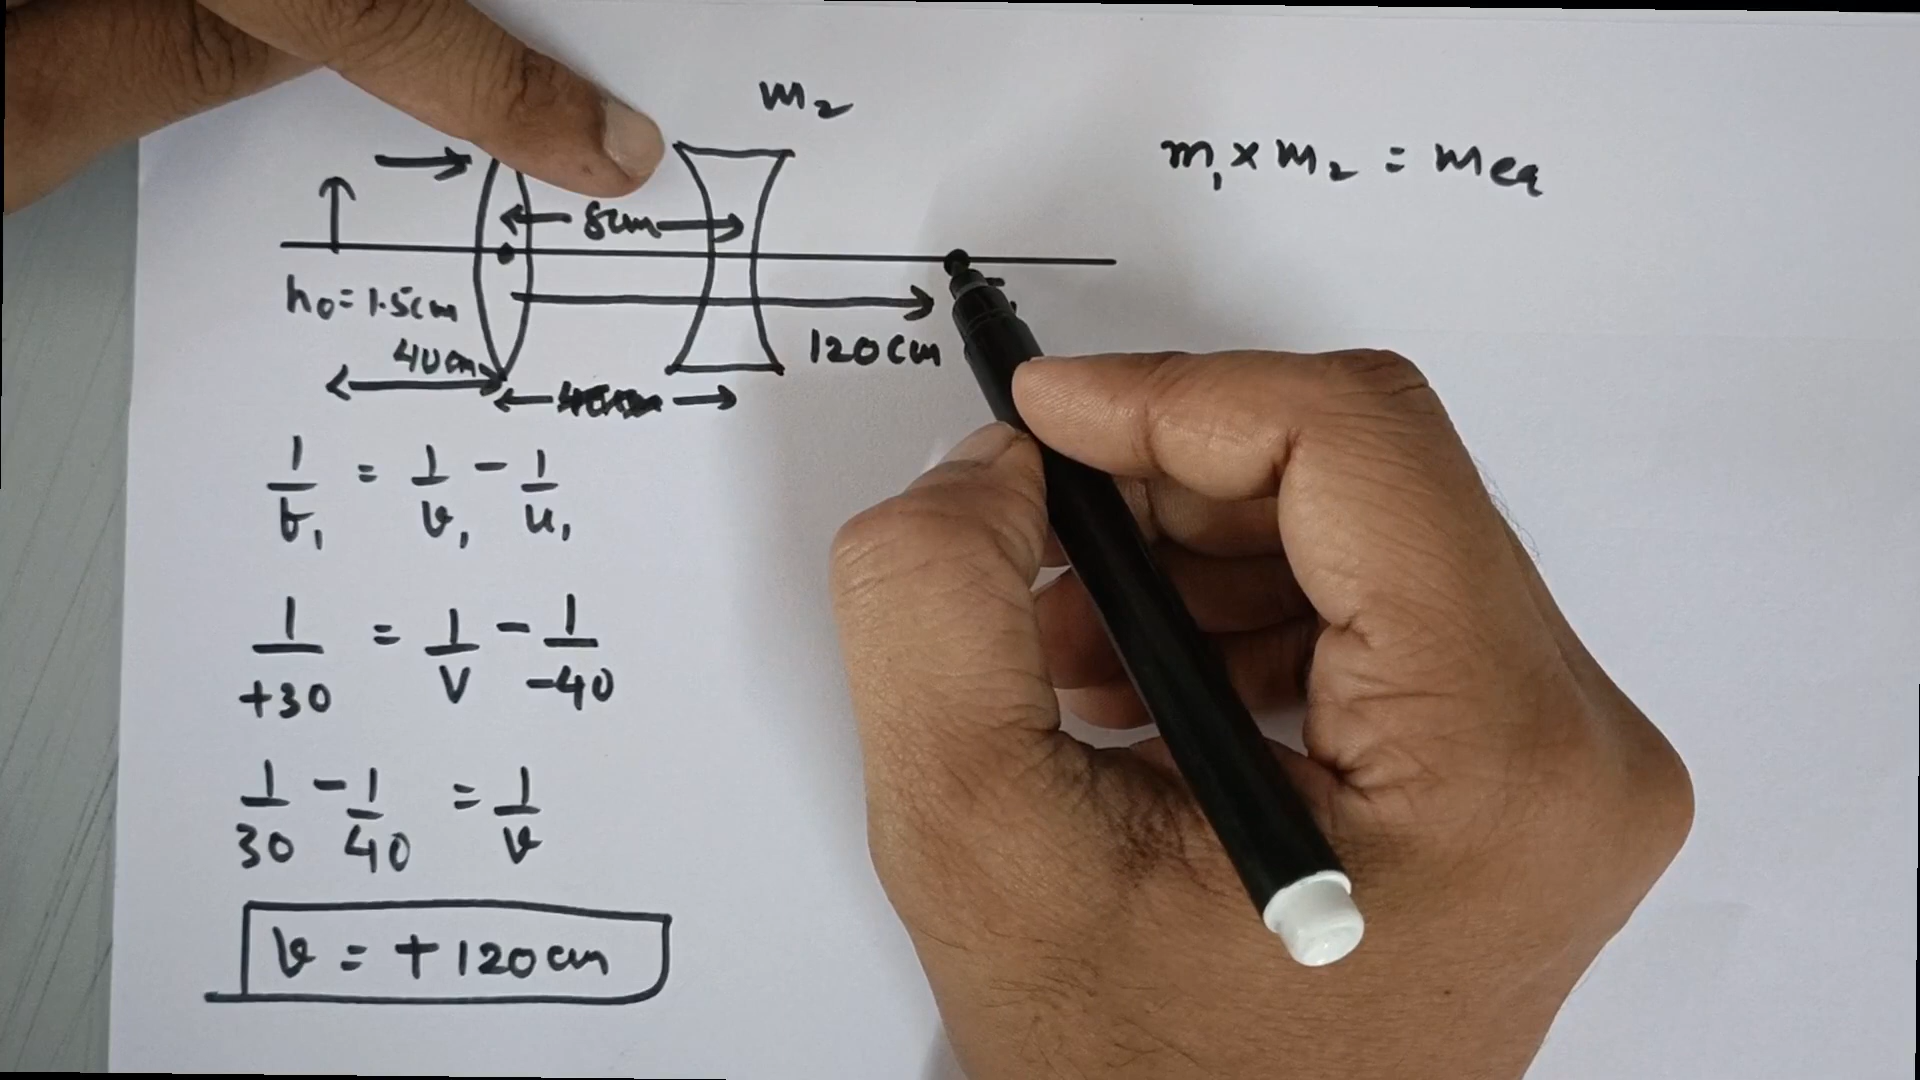 m₂
m₁ × m₂ = meq
8cm
h₀ = 1.5cm
120cm
40cm
1/f₁ = 1/v₁ - 1/u₁
1/+30 = 1/V - 1/-40
1/30 - 1/40 = 1/v
v = +120cm